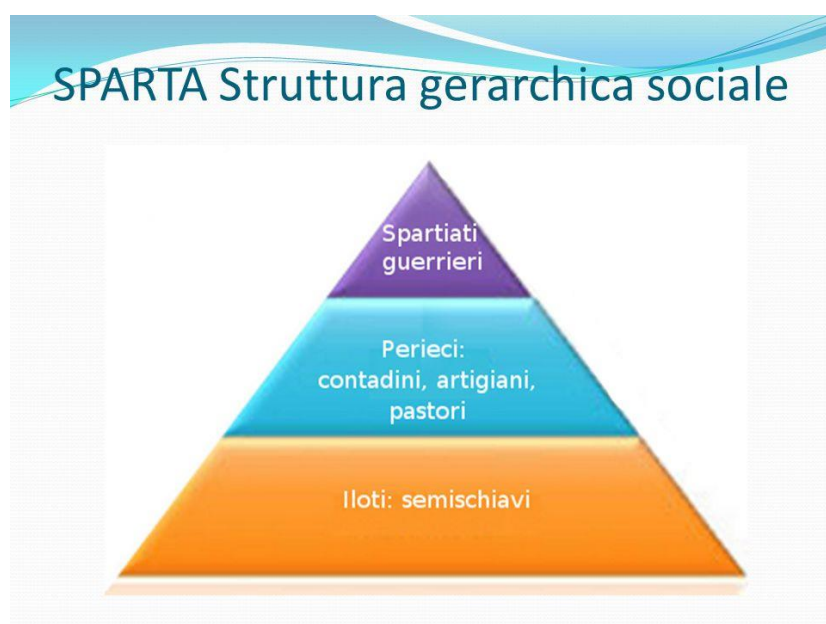 SPARTA Struttura gerarchica sociale
Spartiati
guerrieri
Perieci:
contadini, artigiani,
pastori
Iloti: semischiavi